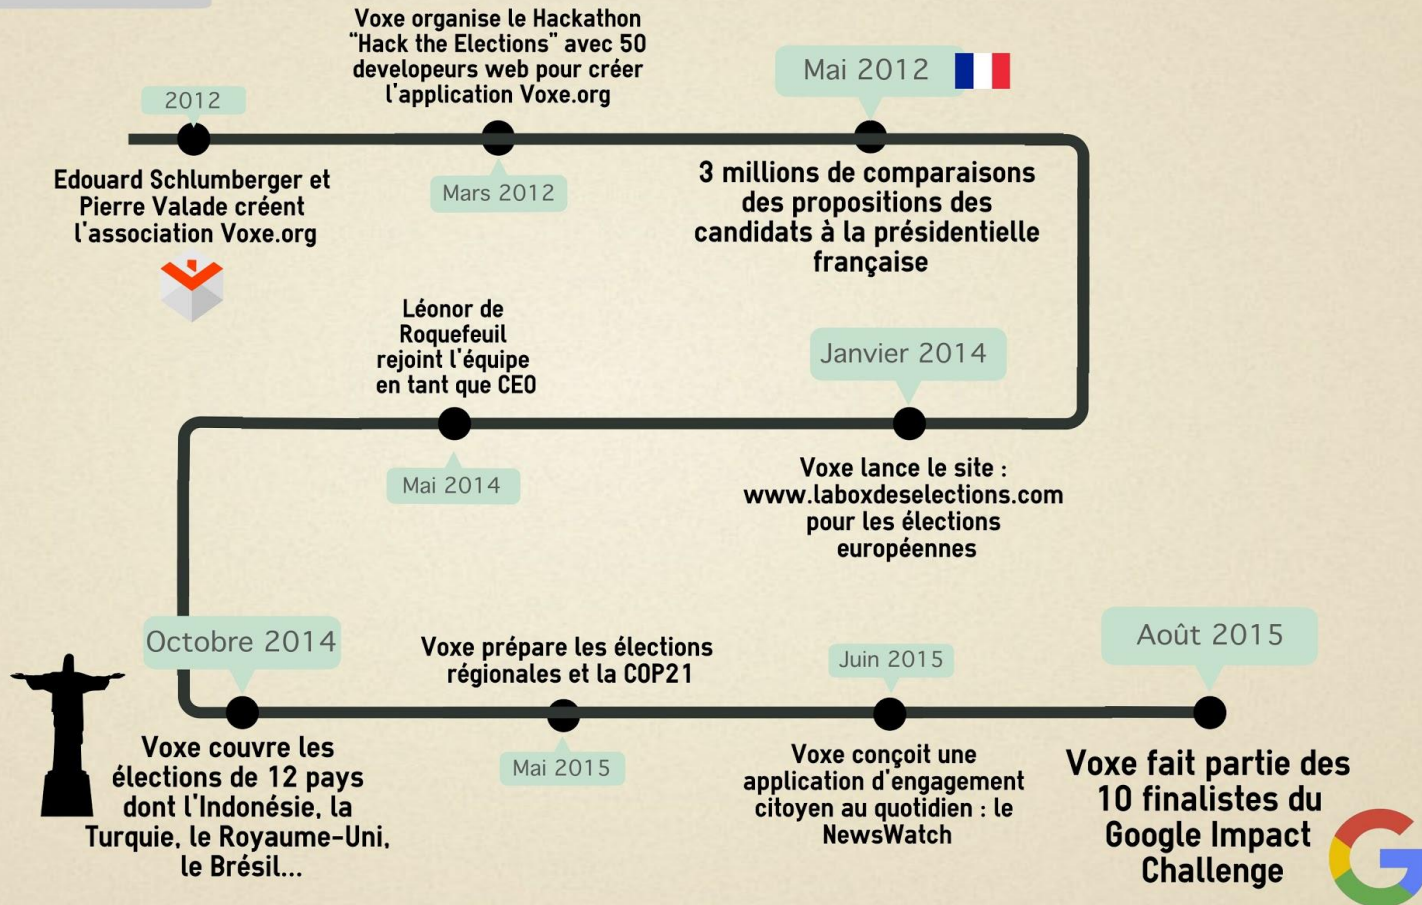 2012
Edouard Schlumberger et
Pierre Valade créent
l'association Voxe.org
Voxe organise le Hackathon
"Hack the Elections" avec 50
developeurs web pour créer
l'application Voxe.org
Mars 2012
Mai 2012
3 millions de comparaisons
des propositions des
candidats à la présidentielle
française
Janvier 2014
Voxe lance le site :
www.laboxdeselections.com
pour les élections
européennes
Léonor de
Roquefeuil
rejoint l'équipe
en tant que CEO
Mai 2014
Octobre 2014
Voxe couvre les
élections de 12 pays
dont l'Indonésie, la
Turquie, le Royaume-Uni,
le Brésil...
Voxe prépare les élections
régionales et la COP21
Mai 2015
Juin 2015
Voxe conçoit une
application d'engagement
citoyen au quotidien : le
NewsWatch
Août 2015
Voxe fait partie des
10 finalistes du
Google Impact
Challenge